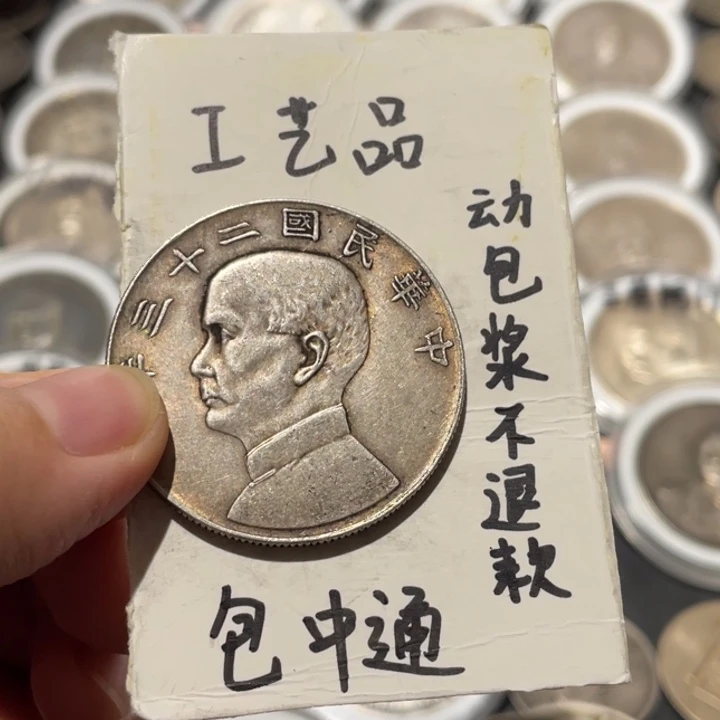 工艺品
中華民國二十三年
动包浆不退款
包中通